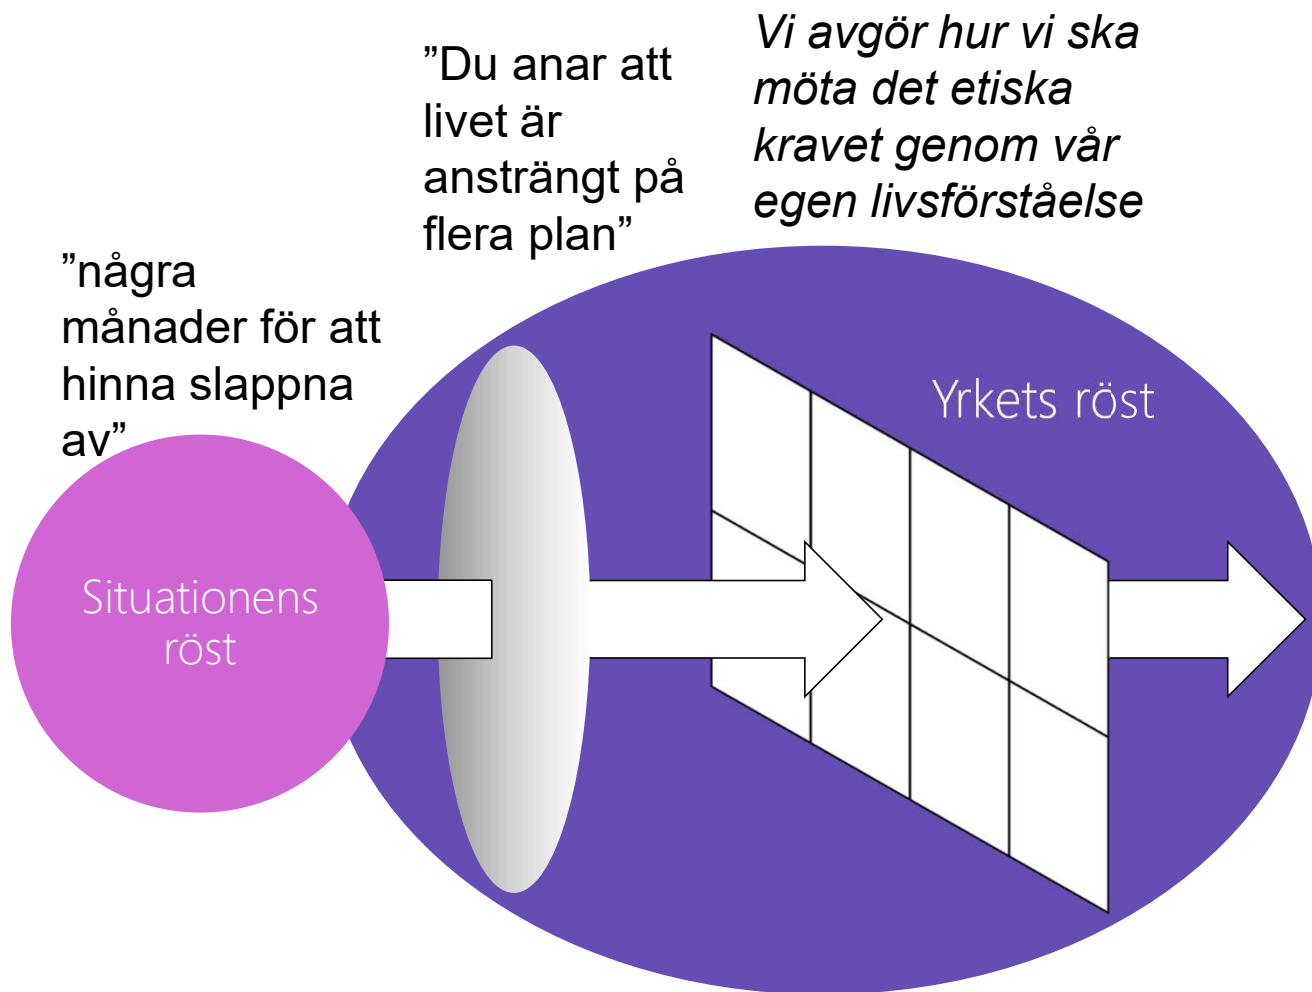 ”några
månader för att
hinna slappna
av”
”Du anar att
livet är
ansträngt på
flera plan”
Vi avgör hur vi ska
möta det etiska
kravet genom vår
egen livsförståelse
Situationens
röst
Yrkets röst